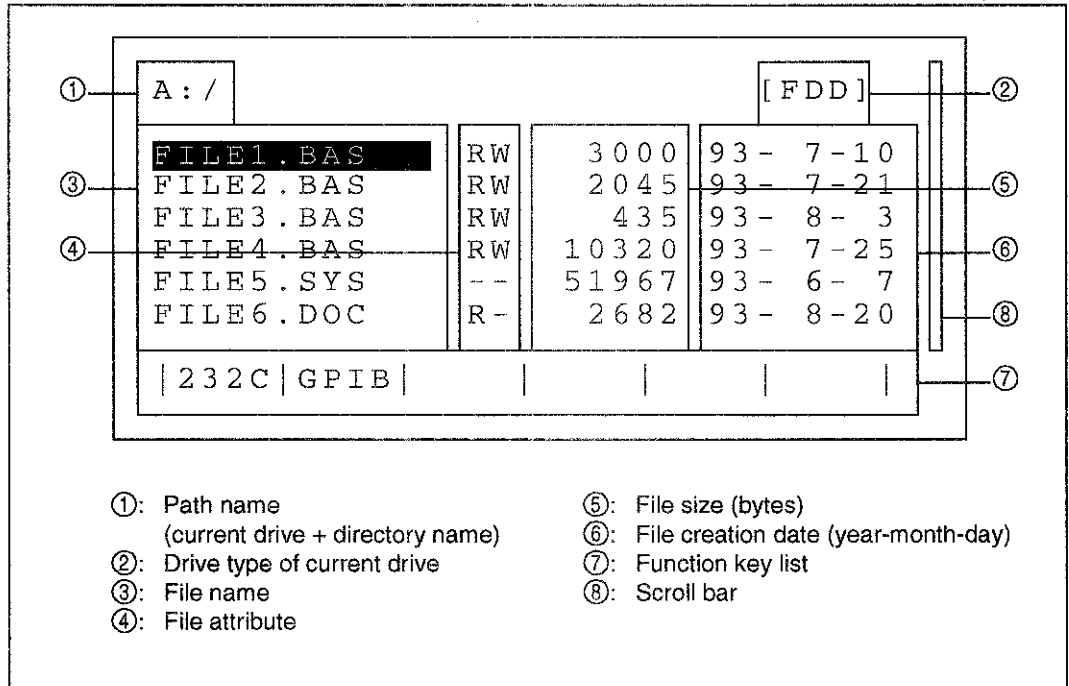 ① A:/ [FDD] ②
FILE1.BAS RW 3000 93- 7-10
③ FILE2.BAS RW 2045 93- 7-21 ⑤
FILE3.BAS RW 435 93- 8- 3
④ FILE4.BAS RW 10320 93- 7-25 ⑥
FILE5.SYS -- 51967 93- 6- 7
FILE6.DOC R- 2682 93- 8-20 ⑧
|232C|GPIB| | | | | ⑦
①: Path name
(current drive + directory name)
②: Drive type of current drive
③: File name
④: File attribute
⑤: File size (bytes)
⑥: File creation date (year-month-day)
⑦: Function key list
⑧: Scroll bar